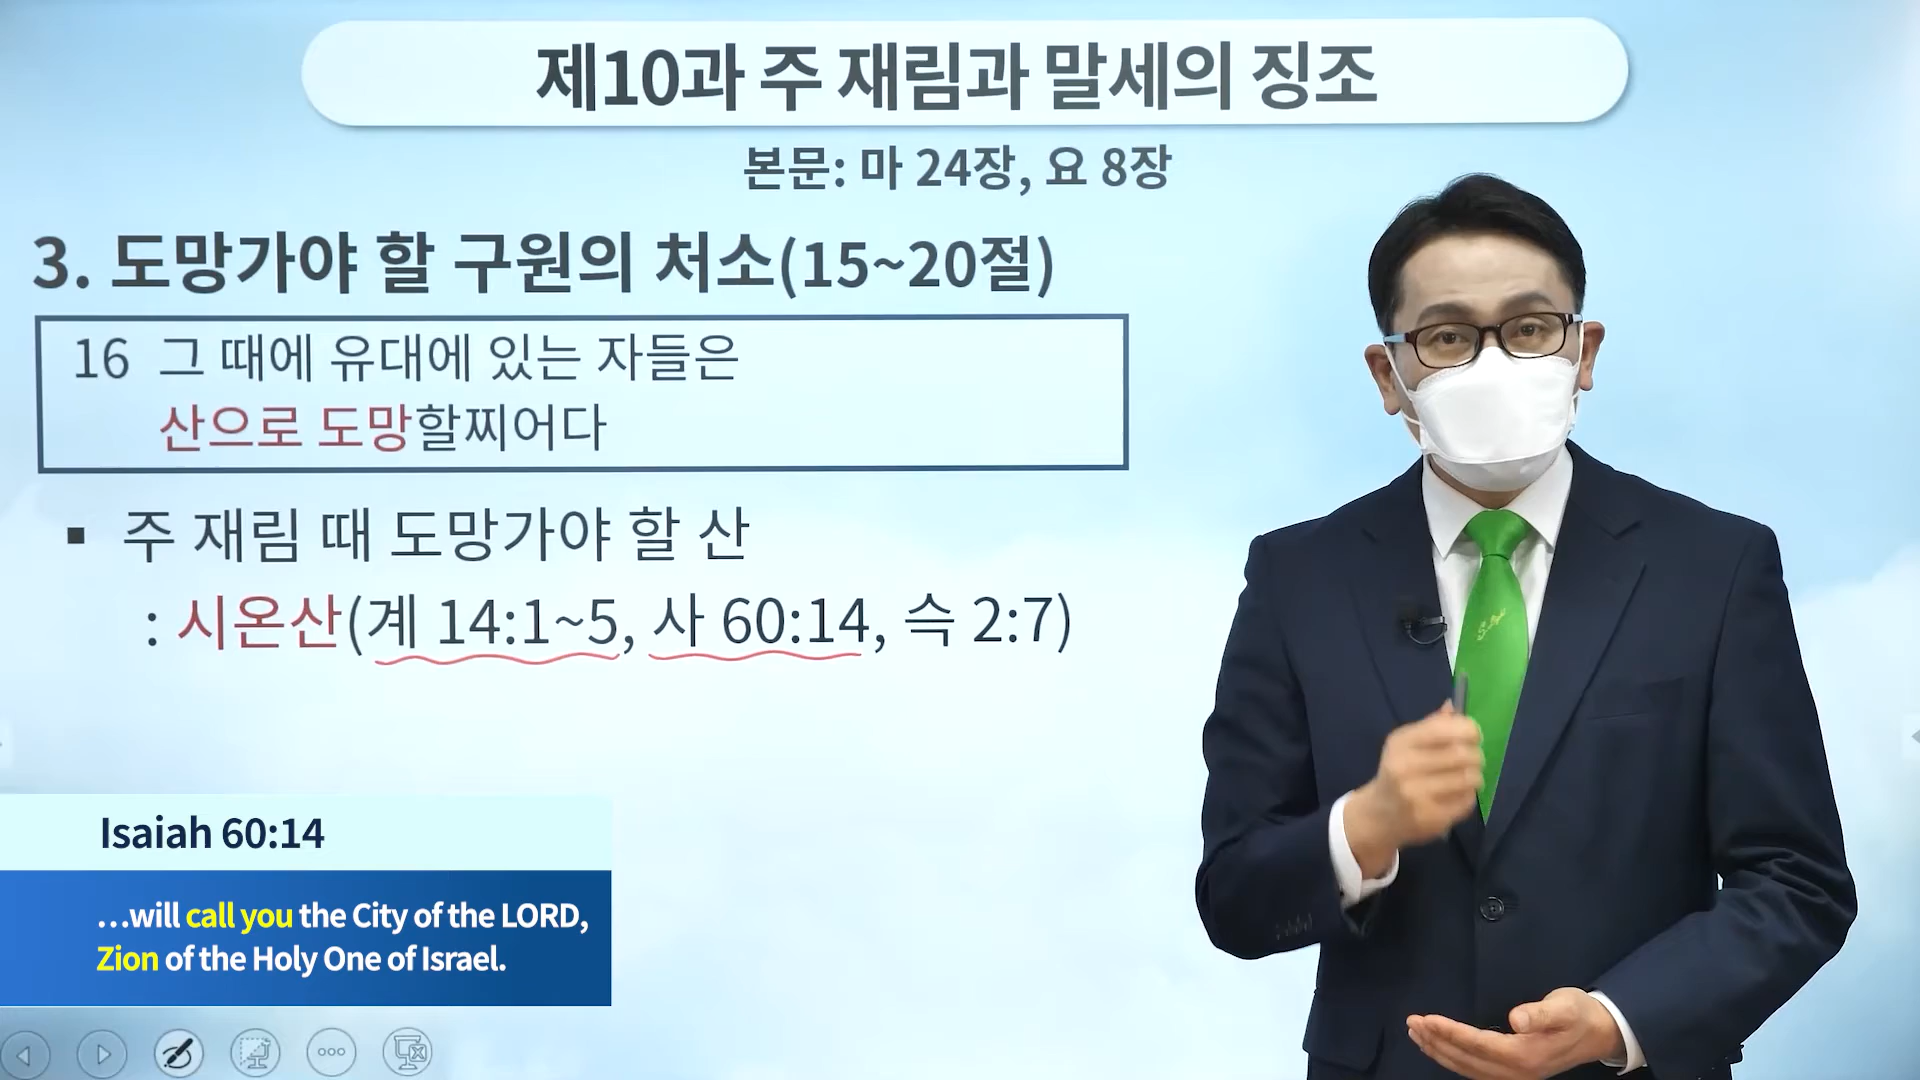 제10과 주 재림과 말세의 징조
본문: 마 24장, 요 8장
3. 도망가야 할 구원의 처소(15~20절)
16 그 때에 유대에 있는 자들은
산으로 도망할찌어다
▪ 주 재림 때 도망가야 할 산
: 시온산(계 14:1~5, 사 60:14, 슥 2:7)
Isaiah 60:14
...will call you the City of the LORD,
Zion of the Holy One of Israel.